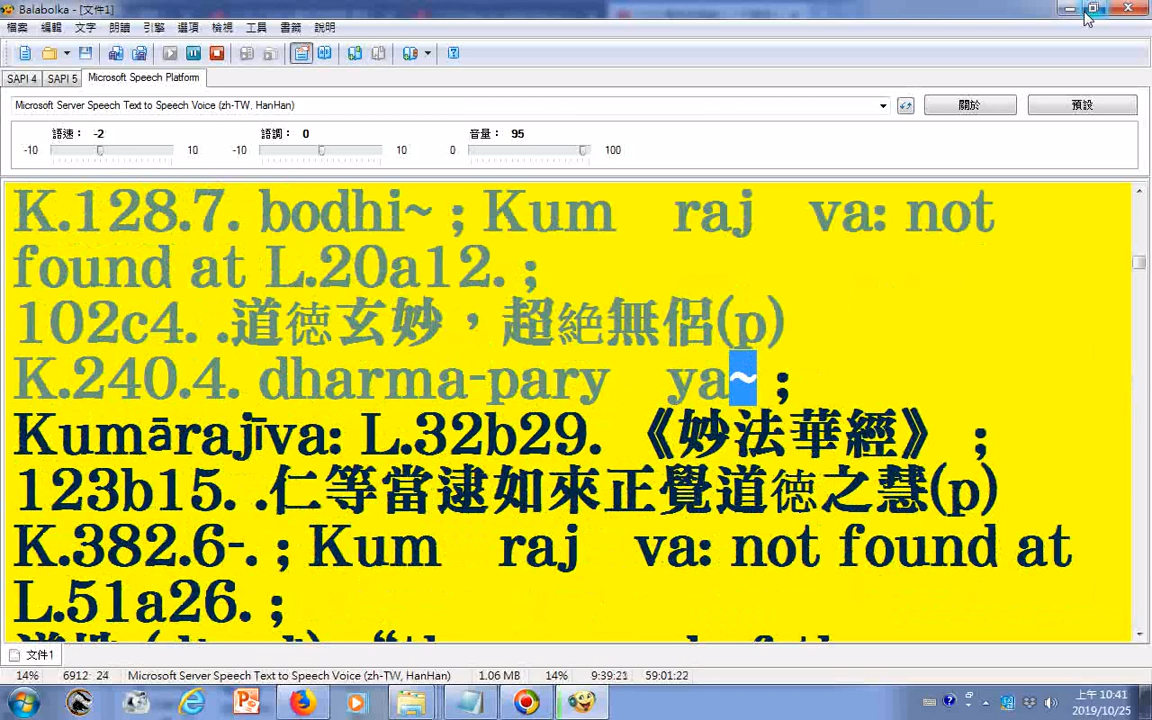 Balabolka - [文件1]
檔案 編輯 文字 朗讀 引擎 選項 檢視 工具 書籤 說明
SAPI 4 SAPI 5 Microsoft Speech Platform
Microsoft Server Speech Text to Speech Voice (zh-TW, HanHan) 關於 預設
語速： -2 語調： 0 音量： 95
-10 10 -10 10 0 100
K.128.7. bodhi~ ; Kum raj va: not
found at L.20a12. ;
102c4. .道徳玄妙，超絶無侶(p)
K.240.4. dharma-pary ya~ ;
Kumārajīva: L.32b29. 《妙法華經》 ;
123b15. .仁等當逮如來正覺道徳之慧(p)
K.382.6-. ; Kum raj va: not found at
L.51a26. ;
文件1
14% 6912: 24 Microsoft Server Speech Text to Speech Voice (zh-TW, HanHan) 1.06 MB 14% 9:39:21 59:01:22
上午 10:41
2019/10/25